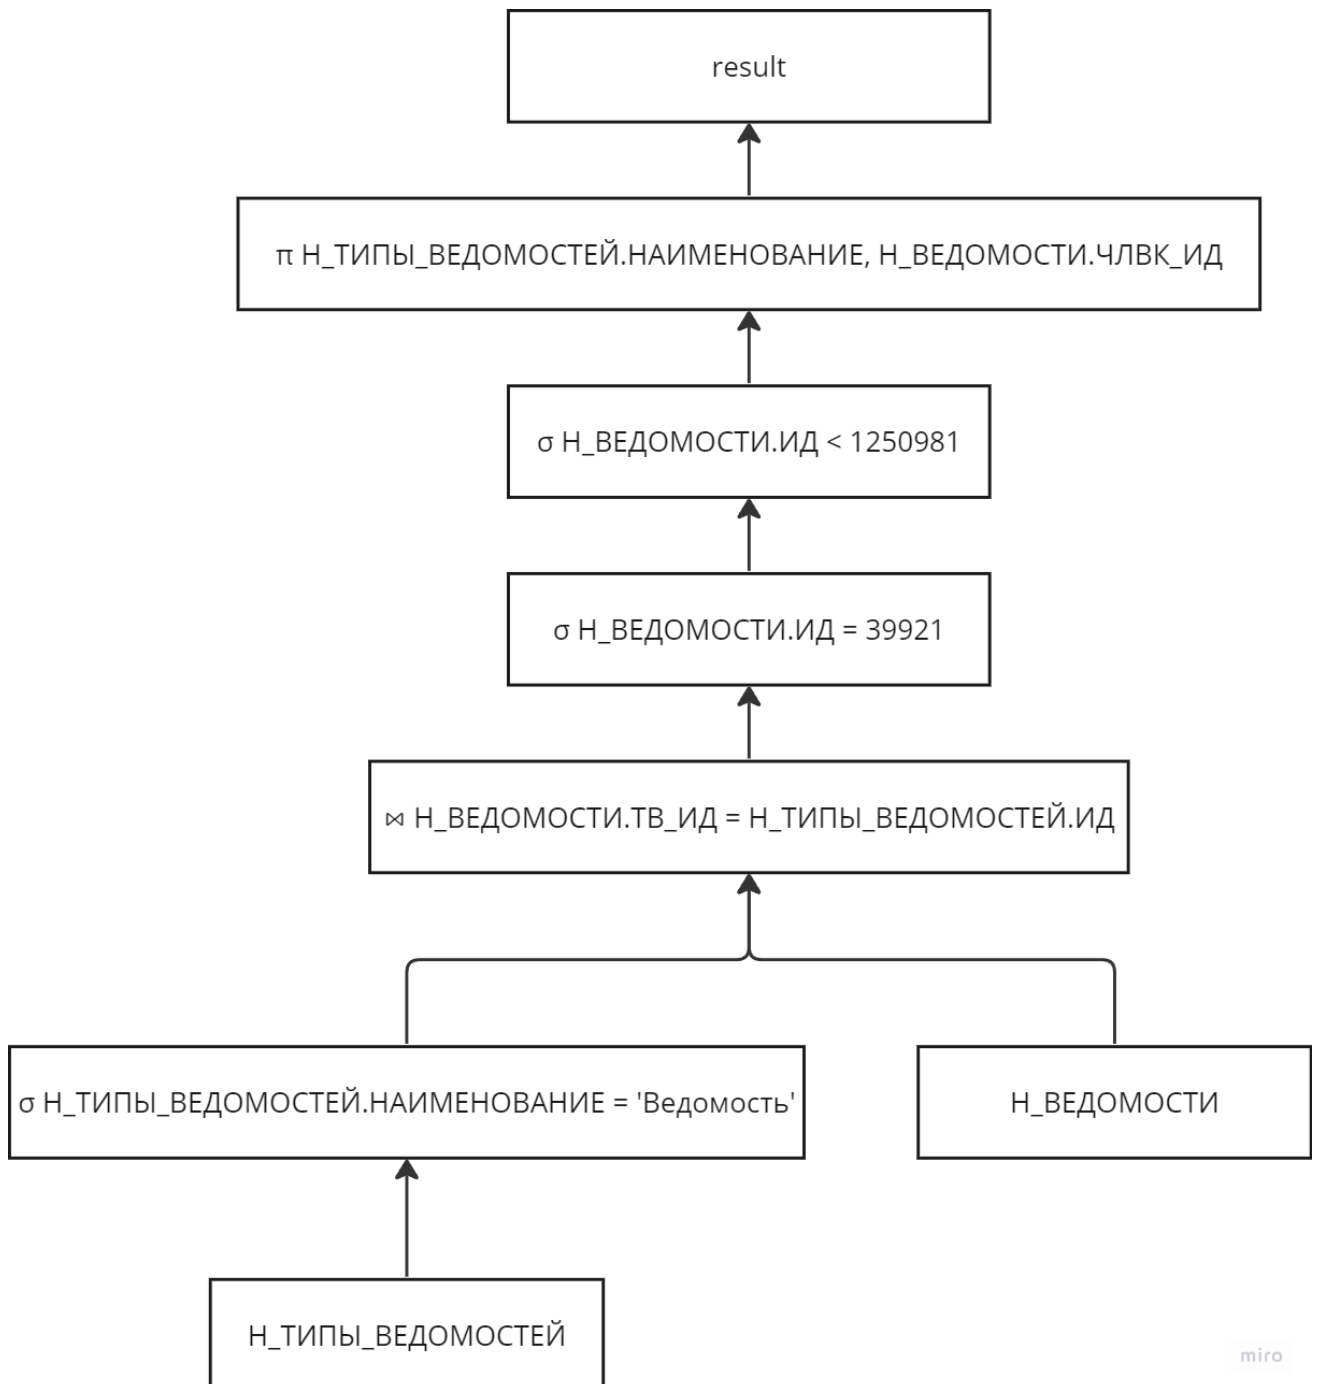 result
π Н_ТИПЫ_ВЕДОМОСТЕЙ.НАИМЕНОВАНИЕ, Н_ВЕДОМОСТИ.ЧЛВК_ИД
σ Н_ВЕДОМОСТИ.ИД < 1250981
σ Н_ВЕДОМОСТИ.ИД = 39921
⋈ Н_ВЕДОМОСТИ.ТВ_ИД = Н_ТИПЫ_ВЕДОМОСТЕЙ.ИД
σ Н_ТИПЫ_ВЕДОМОСТЕЙ.НАИМЕНОВАНИЕ = 'Ведомость'
Н_ВЕДОМОСТИ
Н_ТИПЫ_ВЕДОМОСТЕЙ
miro